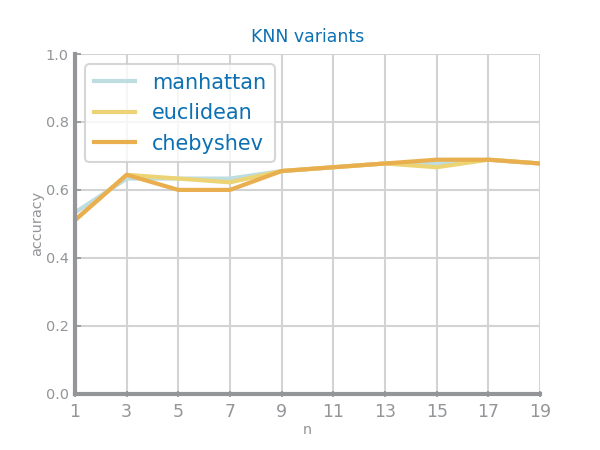 KNN variants
manhattan
euclidean
chebyshev
accuracy
1.0
0.8
0.6
0.4
0.2
0.0
1 3 5 7 9 11 13 15 17 19
n